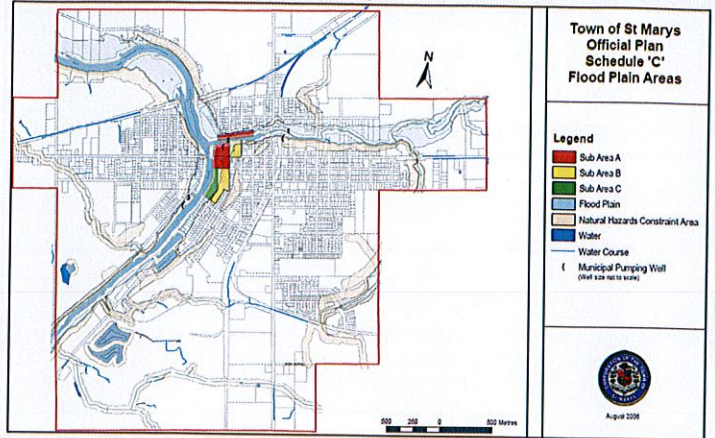 Town of St Marys
Official Plan
Schedule 'C'
Flood Plain Areas
N
Legend
Sub Area A
Sub Area B
Sub Area C
Flood Plain
Natural Hazards Constraint Area
Water
Water Course
Municipal Pumping Well
(Well size not to scale)
August 2006
500 250 0 500 Metres